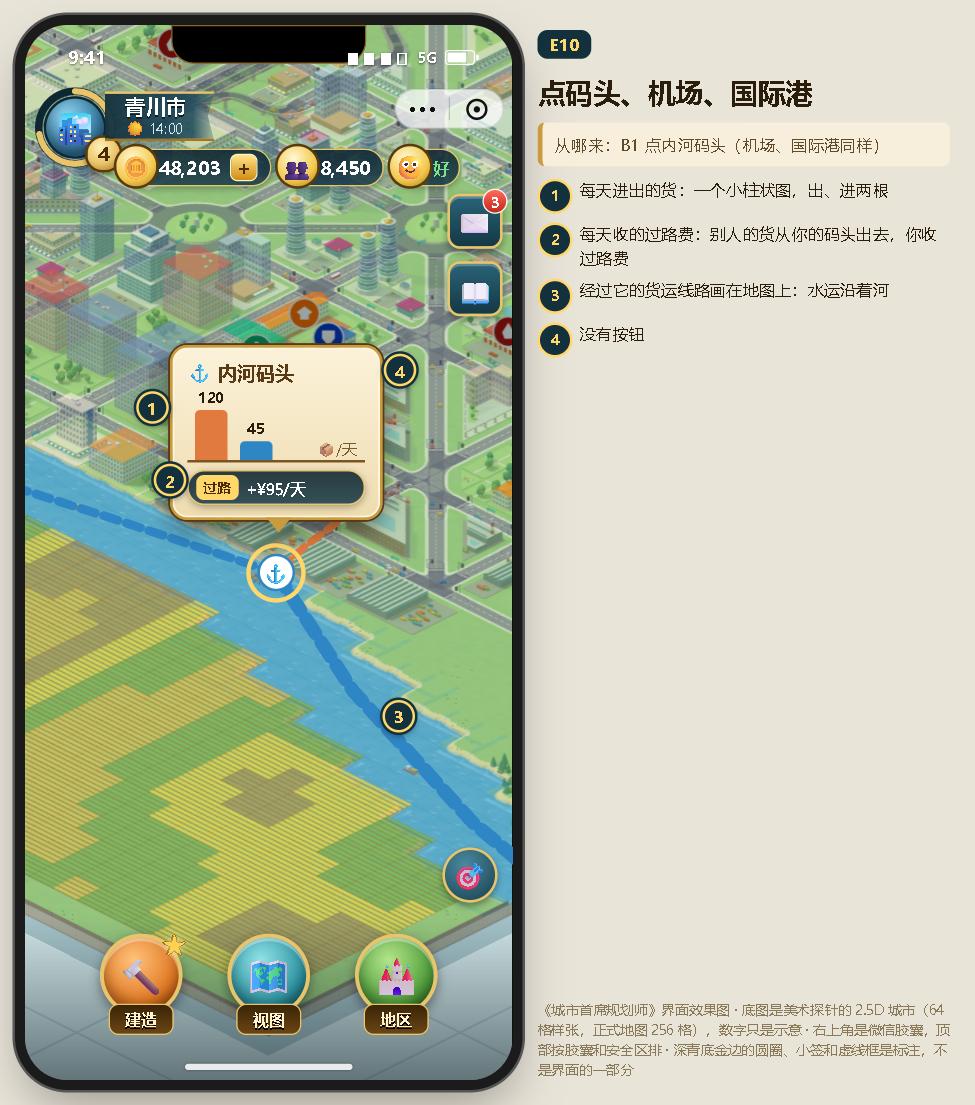 9:41
5G
青川市
14:00
4
48,203
+
8,450
好
3
内河码头
120
45
/天
过路
+¥95/天
1
2
3
4
建造
视图
地区
E10
点码头、机场、国际港
从哪来：B1 点内河码头（机场、国际港同样）
1 每天进出的货：一个小柱状图，出、进两根
2 每天收的过路费：别人的货从你的码头出去，你收
过路费
3 经过它的货运线路画在地图上：水运沿着河
4 没有按钮
《城市首席规划师》界面效果图 · 底图是美术探针的 2.5D 城市（64
格样张，正式地图 256 格），数字只是示意 · 右上角是微信胶囊，顶
部按胶囊和安全区排 · 深青底金边的圆圈、小签和虚线框是标注，不
是界面的一部分